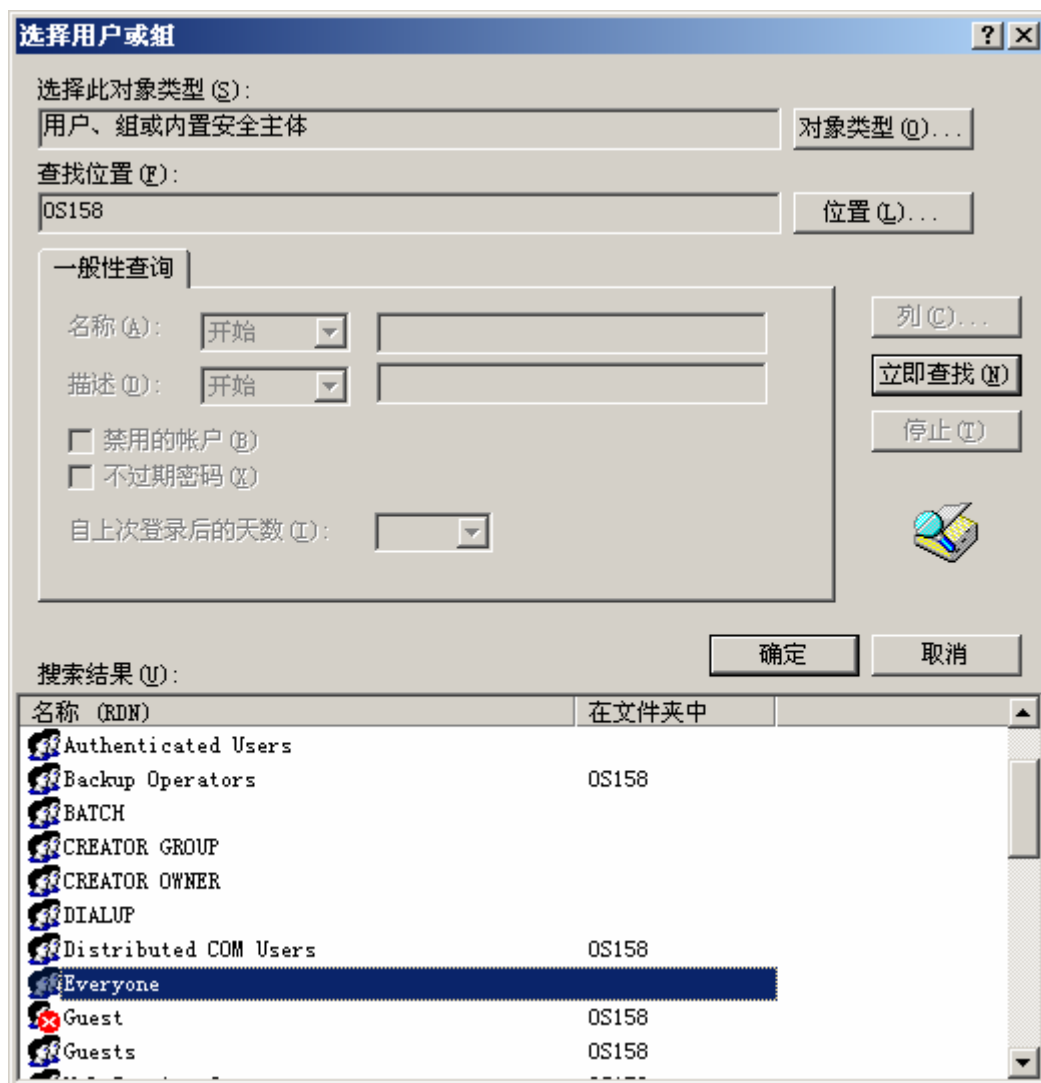 选择用户或组
选择此对象类型(S):
用户、组或内置安全主体
对象类型(O)...
查找位置(F):
OS158
位置(L)...
一般性查询
名称(A):
开始
列(C)...
描述(D):
开始
立即查找(N)
禁用的帐户(B)
停止(T)
不过期密码(X)
自上次登录后的天数(I):
确定
取消
搜索结果(U):
名称 (RDN) 在文件夹中
Authenticated Users
Backup Operators OS158
BATCH
CREATOR GROUP
CREATOR OWNER
DIALUP
Distributed COM Users OS158
Everyone
Guest OS158
Guests OS158